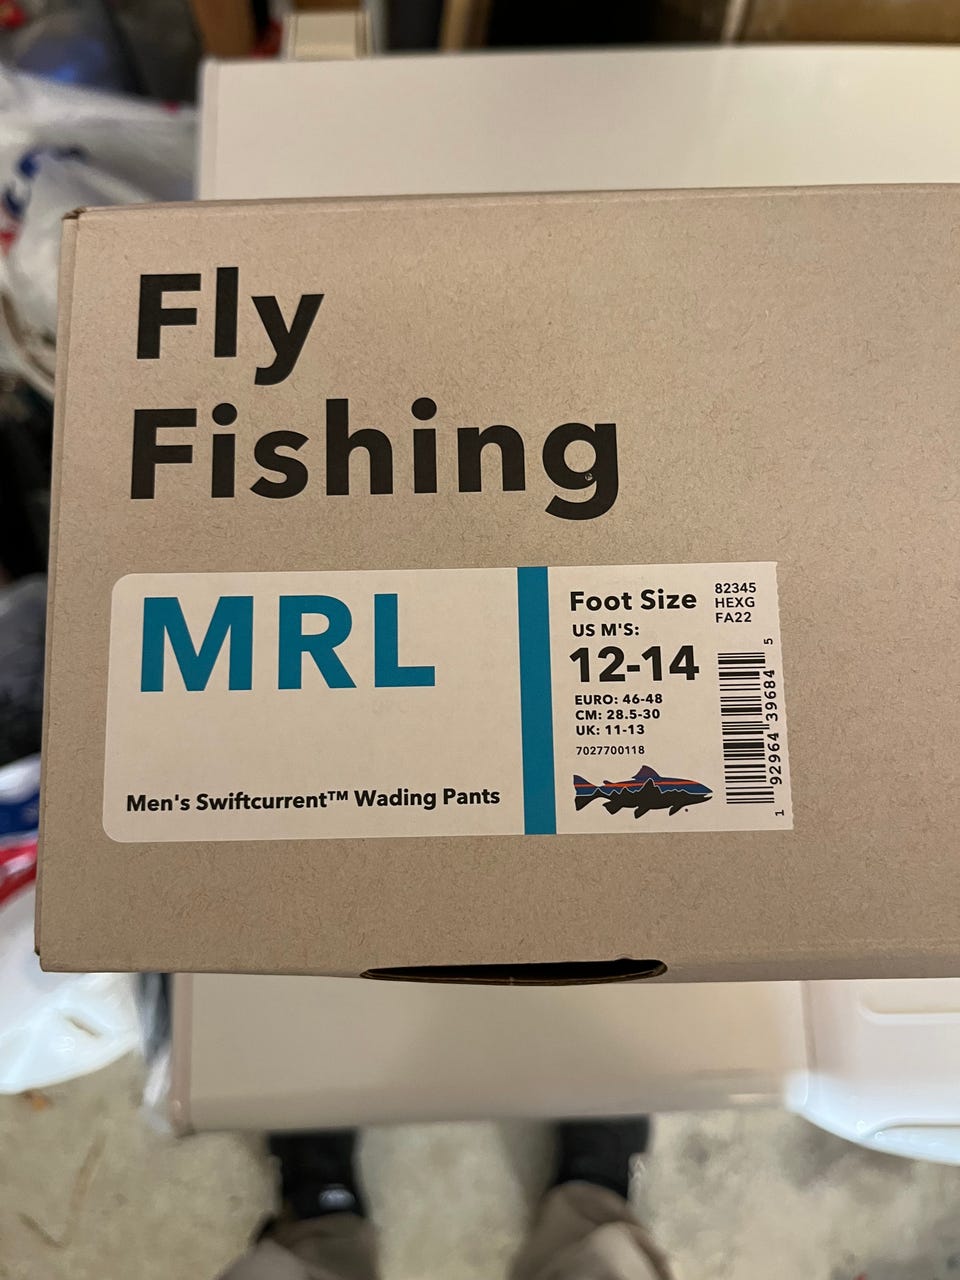 Fly
Fishing
MRL
Men's Swiftcurrent™ Wading Pants
Foot Size
US M'S:
12-14
EURO: 46-48
CM: 28.5-30
UK: 11-13
7027700118
82345
HEXG
FA22
1 92964 39684 5